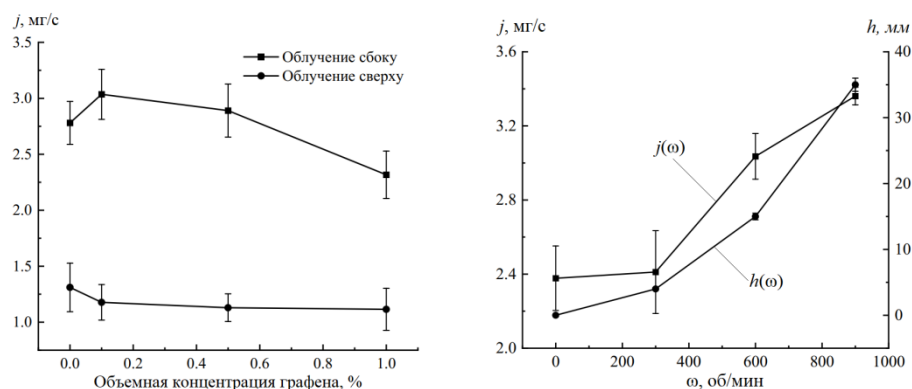 j, мг/с
3.5
3.0
2.5
2.0
1.5
1.0
Облучение сбоку
Облучение сверху
0.0 0.2 0.4 0.6 0.8 1.0
Объемная концентрация графена, %
j, мг/с
h, мм
3.6
3.2
2.8
2.4
2.0
40
30
20
10
0
j(ω)
h(ω)
0 200 400 600 800 1000
ω, об/мин